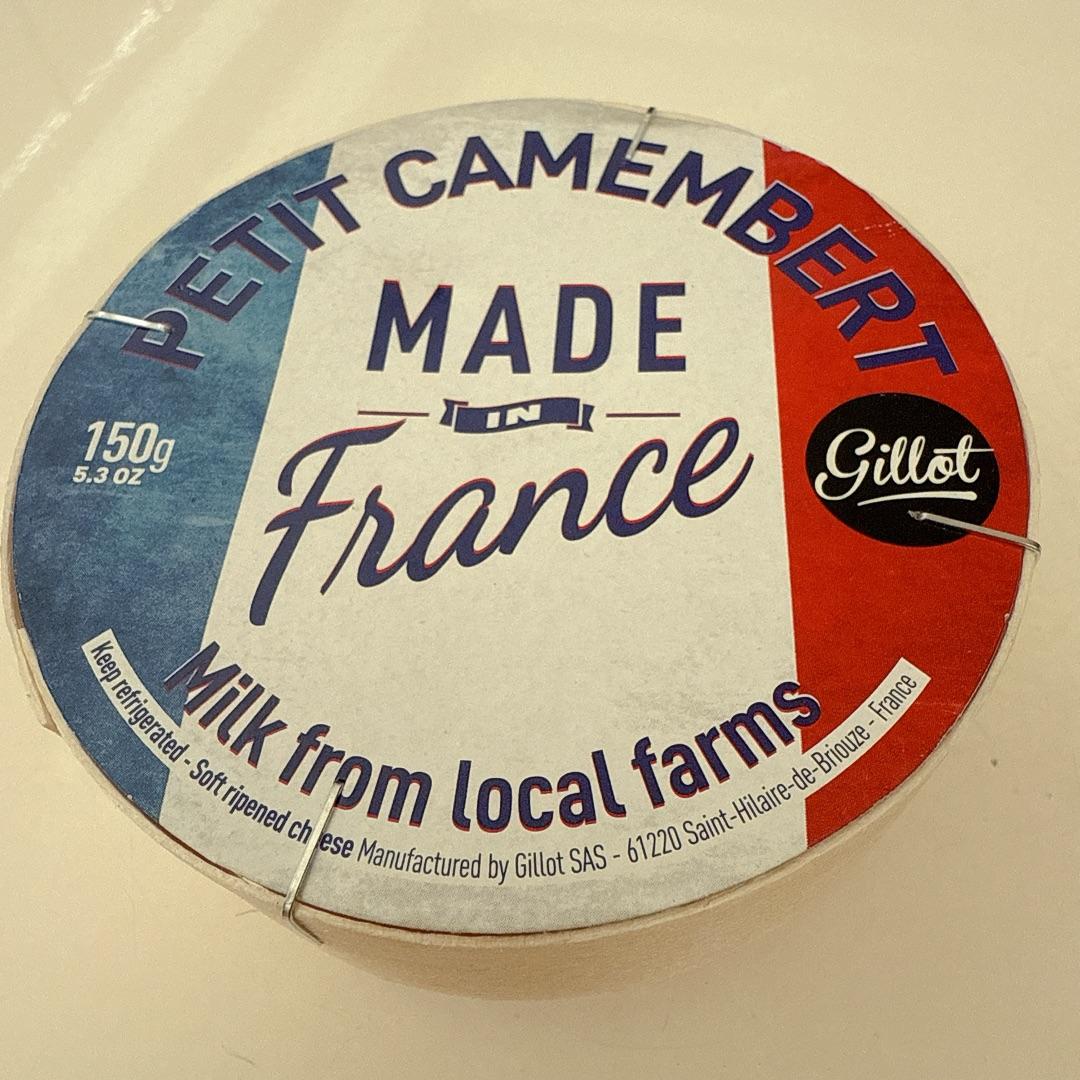 PETIT CAMEMBERT
MADE
IN
France
150g
5.3 OZ
Gillot
Milk from local farms
Keep refrigerated - Soft ripened cheese Manufactured by Gillot SAS - 61220 Saint-Hilaire-de-Briouze - France